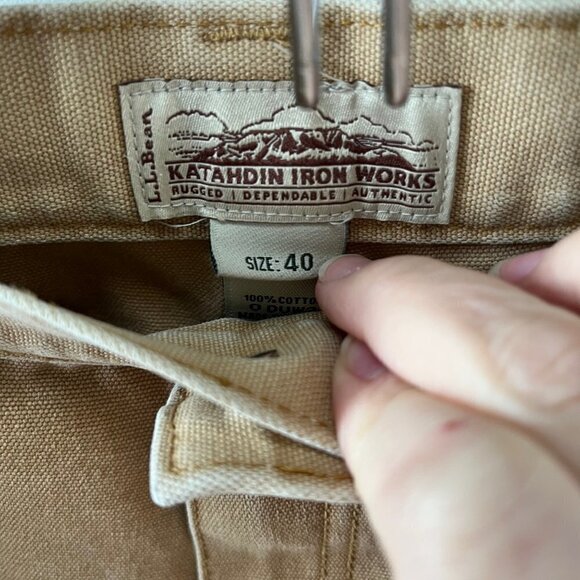 L.L.Bean
KATAHDIN IRON WORKS
RUGGED | DEPENDABLE | AUTHENTIC
SIZE: 40
100% COTTO